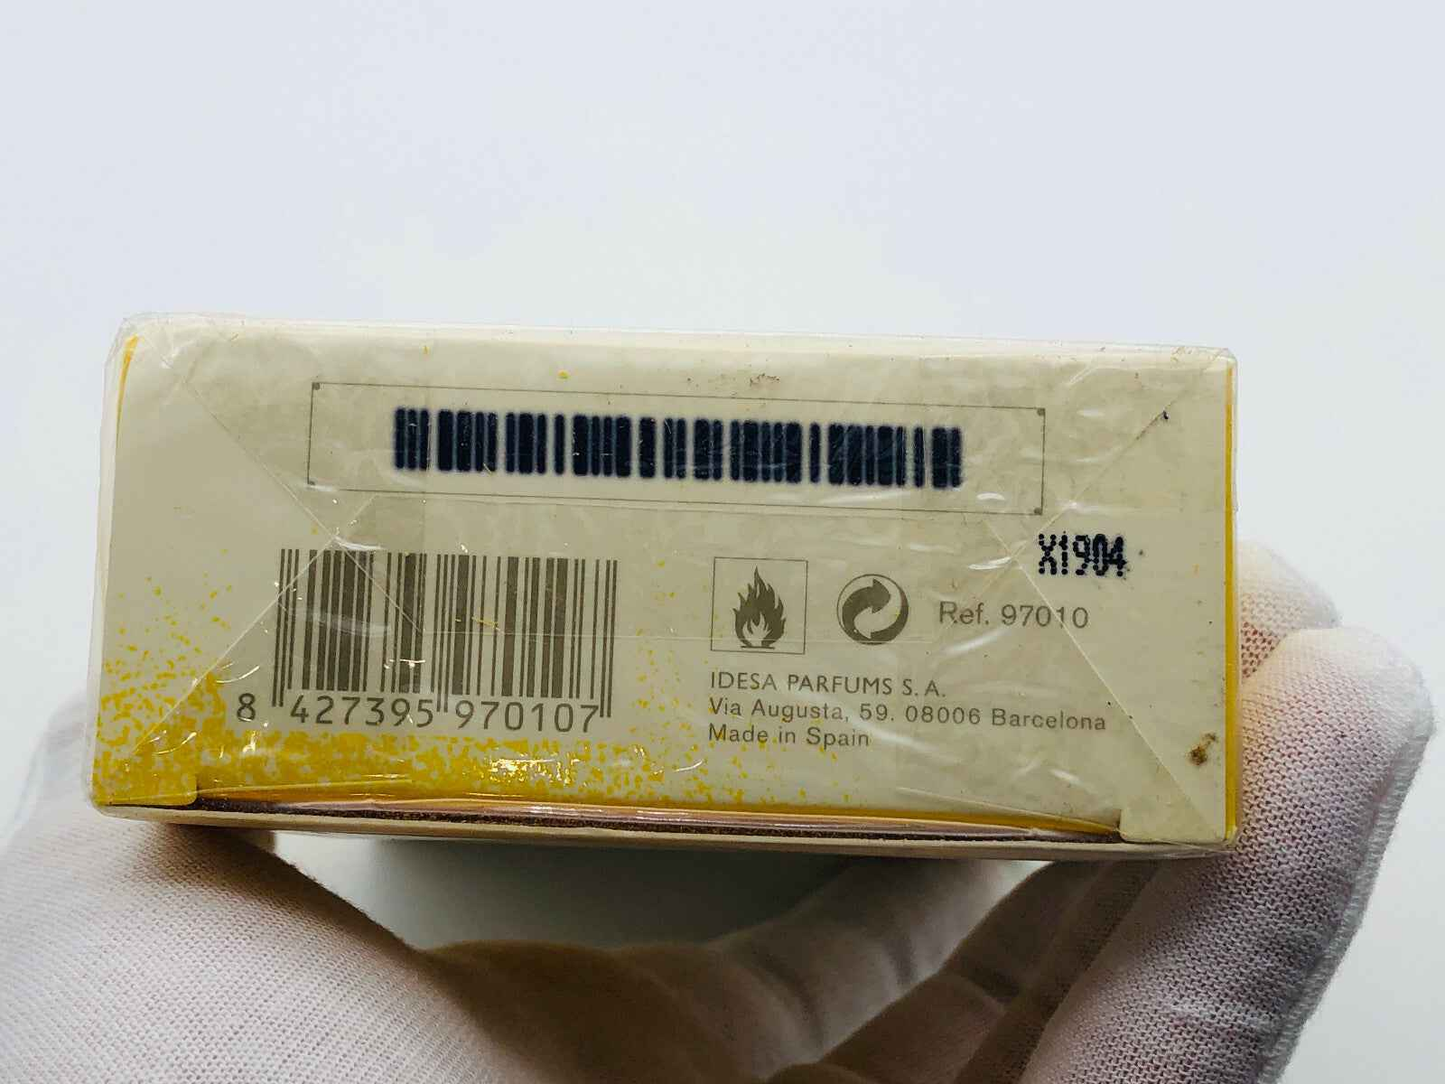 X1904
Ref. 97010
IDESA PARFUMS S. A.
Via Augusta, 59. 08006 Barcelona
Made in Spain
8 427395 970107